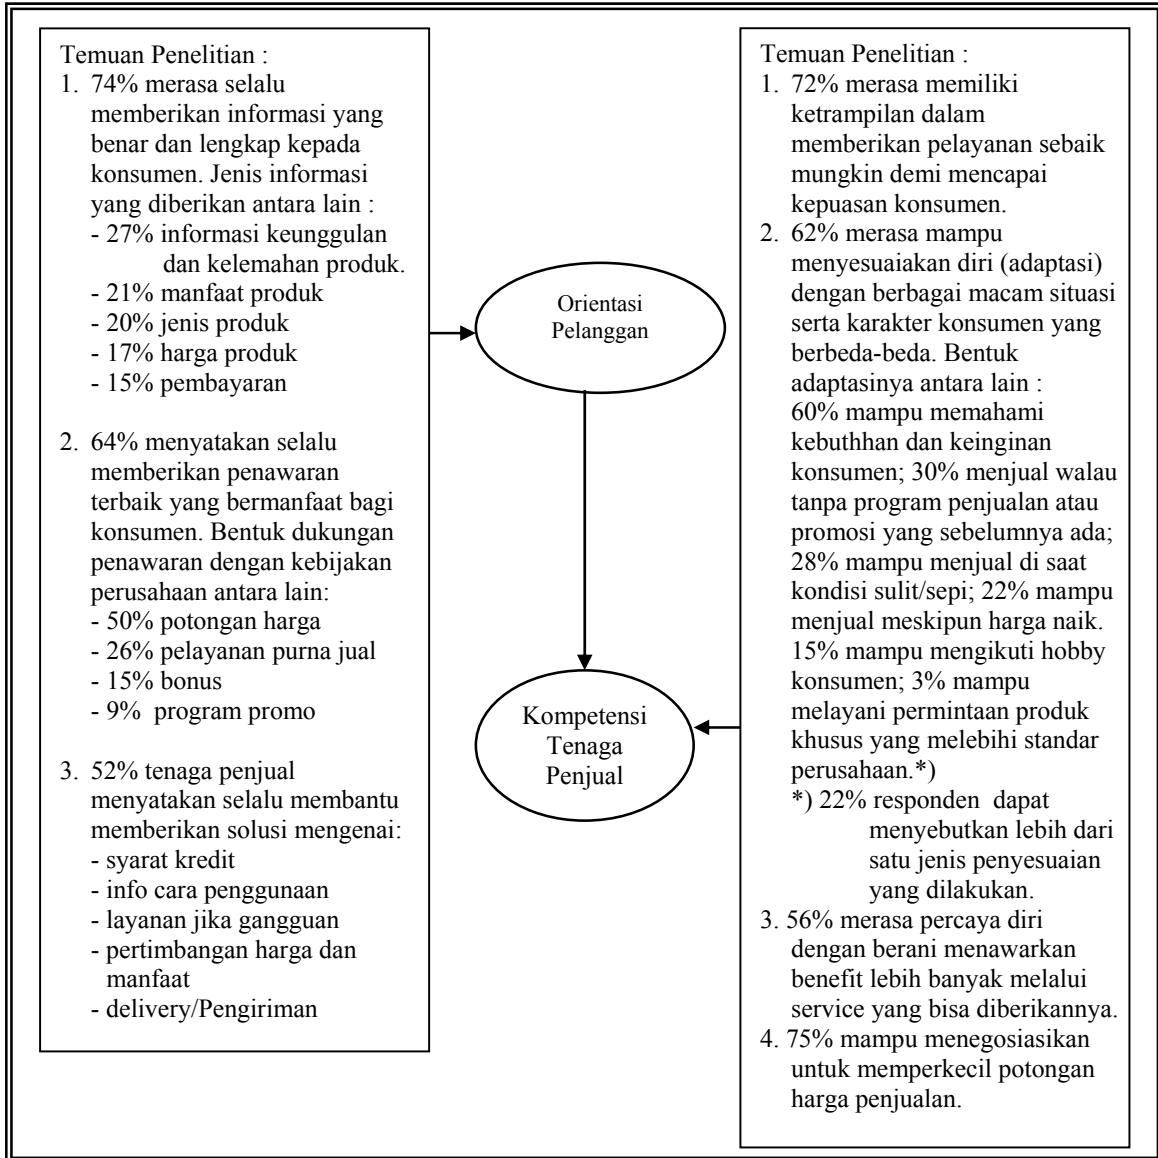 Temuan Penelitian :
1. 74% merasa selalu
memberikan informasi yang
benar dan lengkap kepada
konsumen. Jenis informasi
yang diberikan antara lain :
- 27% informasi keunggulan
dan kelemahan produk.
- 21% manfaat produk
- 20% jenis produk
- 17% harga produk
- 15% pembayaran
2. 64% menyatakan selalu
memberikan penawaran
terbaik yang bermanfaat bagi
konsumen. Bentuk dukungan
penawaran dengan kebijakan
perusahaan antara lain:
- 50% potongan harga
- 26% pelayanan purna jual
- 15% bonus
- 9% program promo
3. 52% tenaga penjual
menyatakan selalu membantu
memberikan solusi mengenai:
- syarat kredit
- info cara penggunaan
- layanan jika gangguan
- pertimbangan harga dan
manfaat
- delivery/Pengiriman
Orientasi
Pelanggan
Kompetensi
Tenaga
Penjual
Temuan Penelitian :
1. 72% merasa memiliki
ketrampilan dalam
memberikan pelayanan sebaik
mungkin demi mencapai
kepuasan konsumen.
2. 62% merasa mampu
menyesuaiakan diri (adaptasi)
dengan berbagai macam situasi
serta karakter konsumen yang
berbeda-beda. Bentuk
adaptasinya antara lain :
60% mampu memahami
kebuthhan dan keinginan
konsumen; 30% menjual walau
tanpa program penjualan atau
promosi yang sebelumnya ada;
28% mampu menjual di saat
kondisi sulit/sepi; 22% mampu
menjual meskipun harga naik.
15% mampu mengikuti hobby
konsumen; 3% mampu
melayani permintaan produk
khusus yang melebihi standar
perusahaan.*)
*) 22% responden dapat
menyebutkan lebih dari
satu jenis penyesuaian
yang dilakukan.
3. 56% merasa percaya diri
dengan berani menawarkan
benefit lebih banyak melalui
service yang bisa diberikannya.
4. 75% mampu menegosiasikan
untuk memperkecil potongan
harga penjualan.